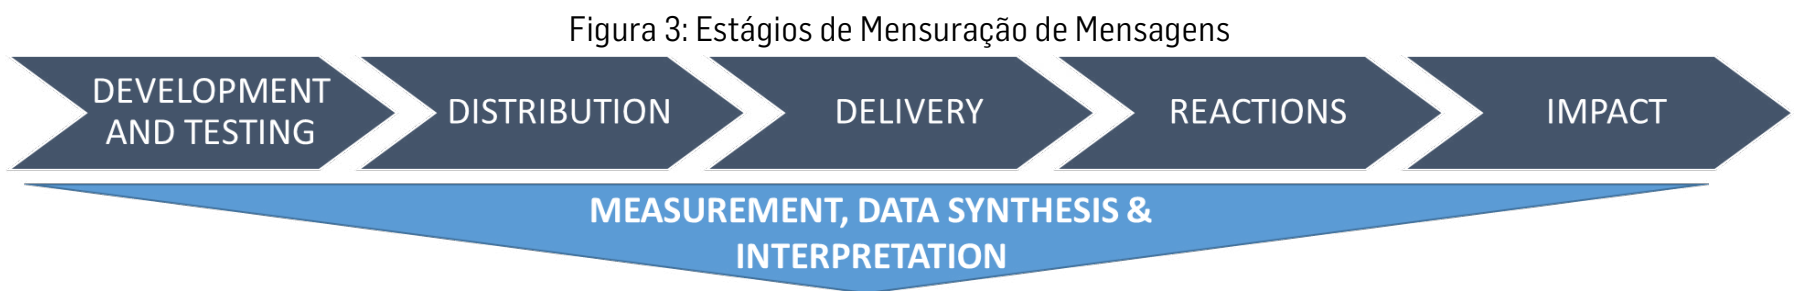 Figura 3: Estágios de Mensuração de Mensagens
DEVELOPMENT
AND TESTING
DISTRIBUTION
DELIVERY
REACTIONS
IMPACT
MEASUREMENT, DATA SYNTHESIS &
INTERPRETATION